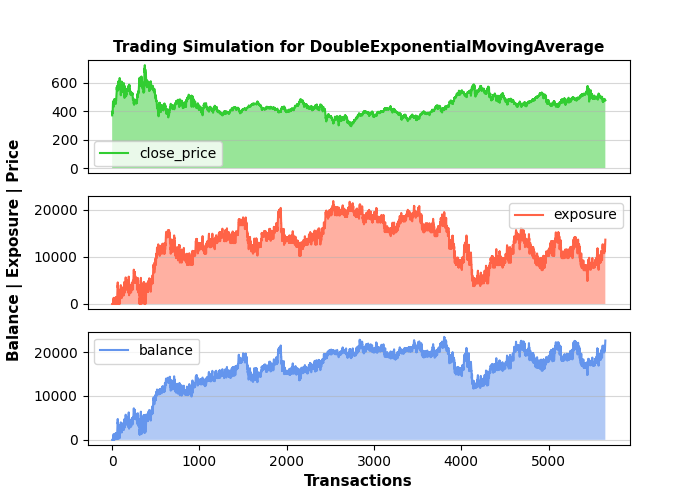 Trading Simulation for DoubleExponentialMovingAverage
Balance | Exposure | Price
600
400
200
0
close_price
20000
10000
0
exposure
20000
10000
0
balance
0
1000
2000
3000
4000
5000
Transactions